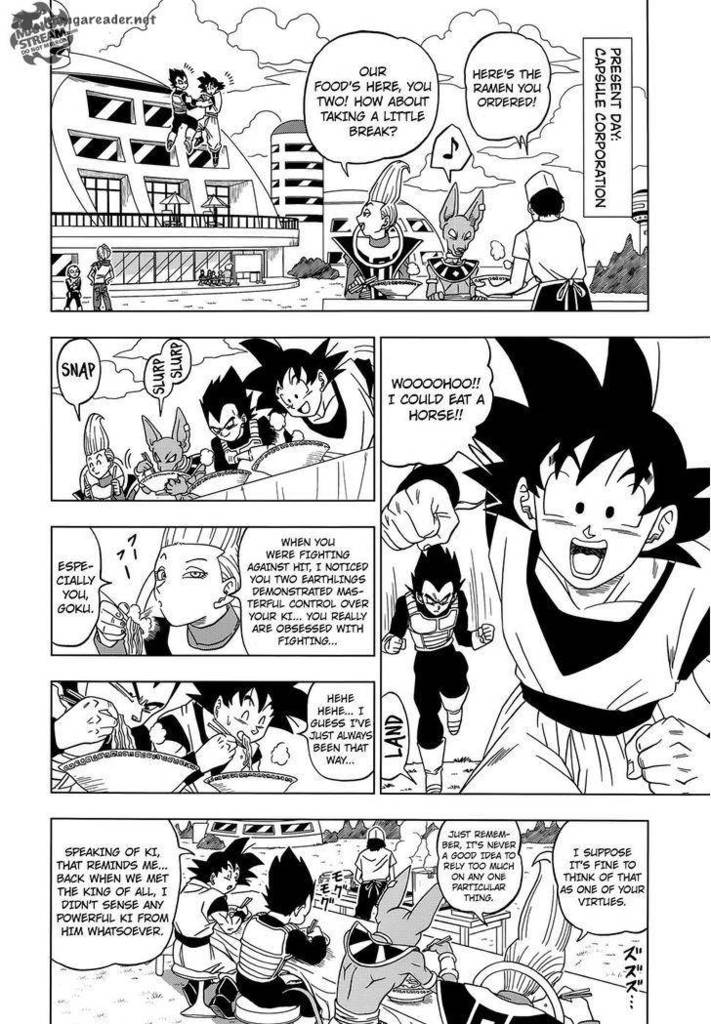 mangareader.net
MANGA
STREAM
DO NOT MIRROR
PRESENT DAY:
CAPSULE CORPORATION
HERE'S THE
RAMEN YOU
ORDERED!
OUR
FOOD'S HERE, YOU
TWO! HOW ABOUT
TAKING A LITTLE
BREAK?
WOOOOHOO!!
I COULD EAT A
HORSE!!
LAND
SLURP
SLURP
SNAP
WHEN YOU
WERE FIGHTING
AGAINST HIT, I NOTICED
YOU TWO EARTHLINGS
DEMONSTRATED MAS-
TERFUL CONTROL OVER
YOUR KI... YOU REALLY
ARE OBSESSED WITH
FIGHTING...
ESPE-
CIALLY YOU,
GOKU.
HEHE
HEHE... I
GUESS I'VE
JUST ALWAYS
BEEN THAT
WAY...
I SUPPOSE
IT'S FINE TO
THINK OF THAT
AS ONE OF YOUR
VIRTUES.
JUST REMEM-
BER, IT'S NEVER
A GOOD IDEA TO
RELY TOO MUCH
ON ANY ONE
PARTICULAR
THING.
ズズズ...
SPEAKING OF KI,
THAT REMINDS ME...
BACK WHEN WE MET
THE KING OF ALL, I
DIDN'T SENSE ANY
POWERFUL KI FROM
HIM WHATSOEVER.